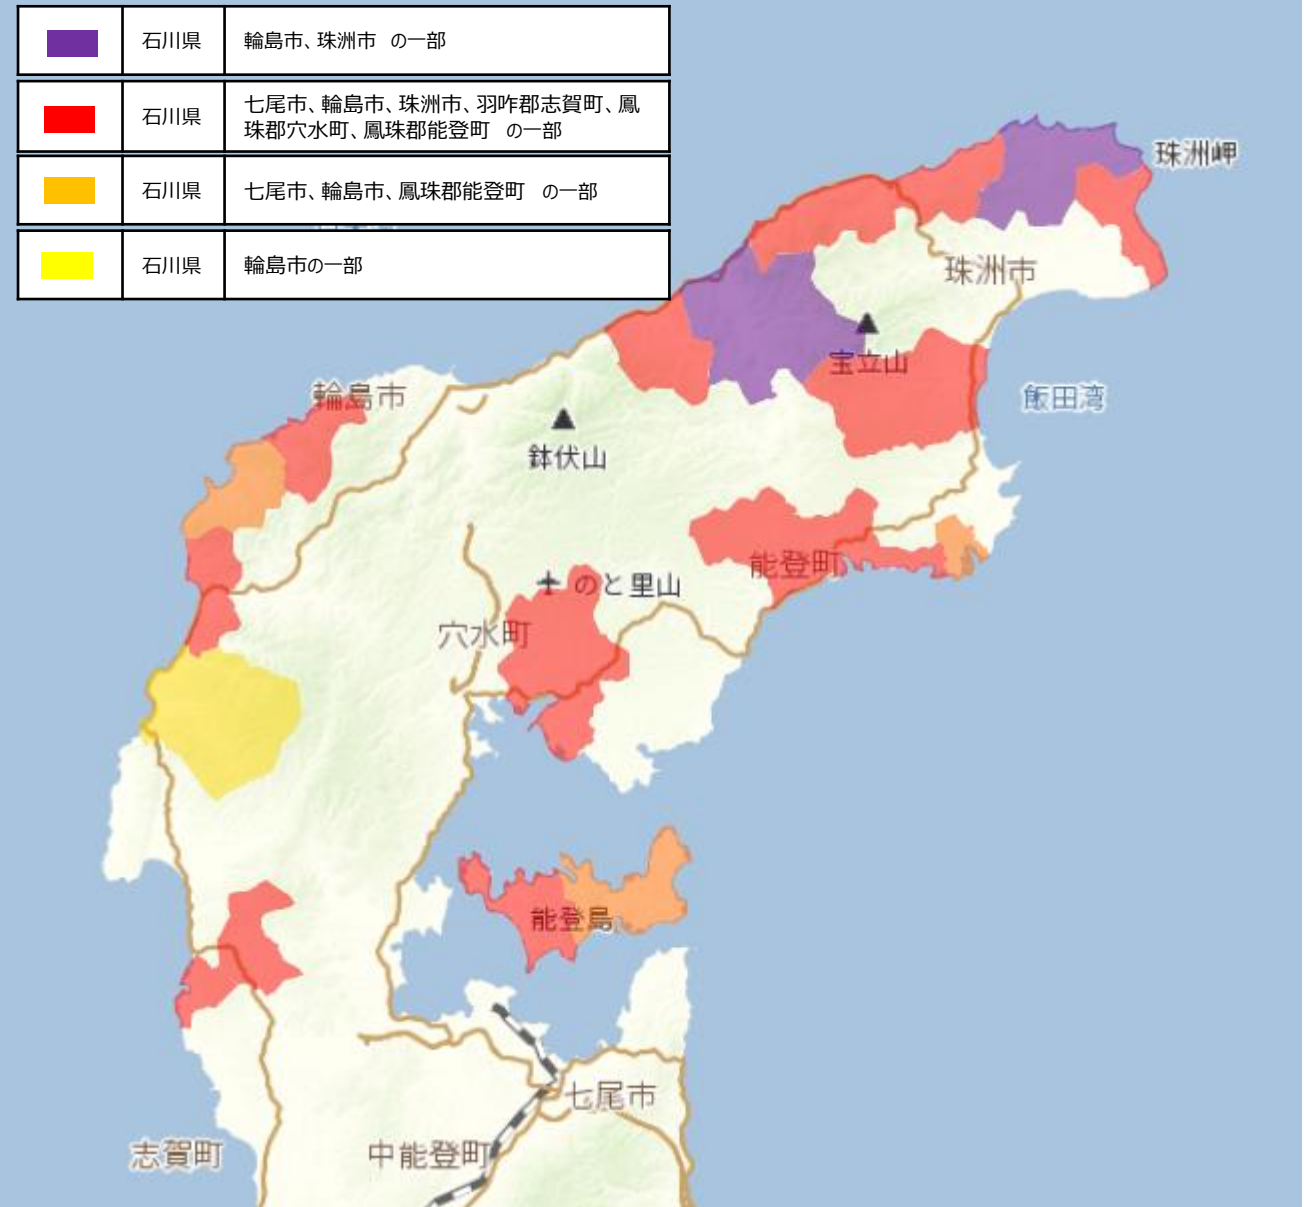 石川県 輪島市、珠洲市 の一部
石川県 七尾市、輪島市、珠洲市、羽咋郡志賀町、鳳
珠郡穴水町、鳳珠郡能登町 の一部
石川県 七尾市、輪島市、鳳珠郡能登町 の一部
石川県 輪島市の一部
珠洲岬
珠洲市
宝立山
輪島市
飯田湾
鉢伏山
能登町
のと里山
穴水町
能登島
七尾市
志賀町
中能登町